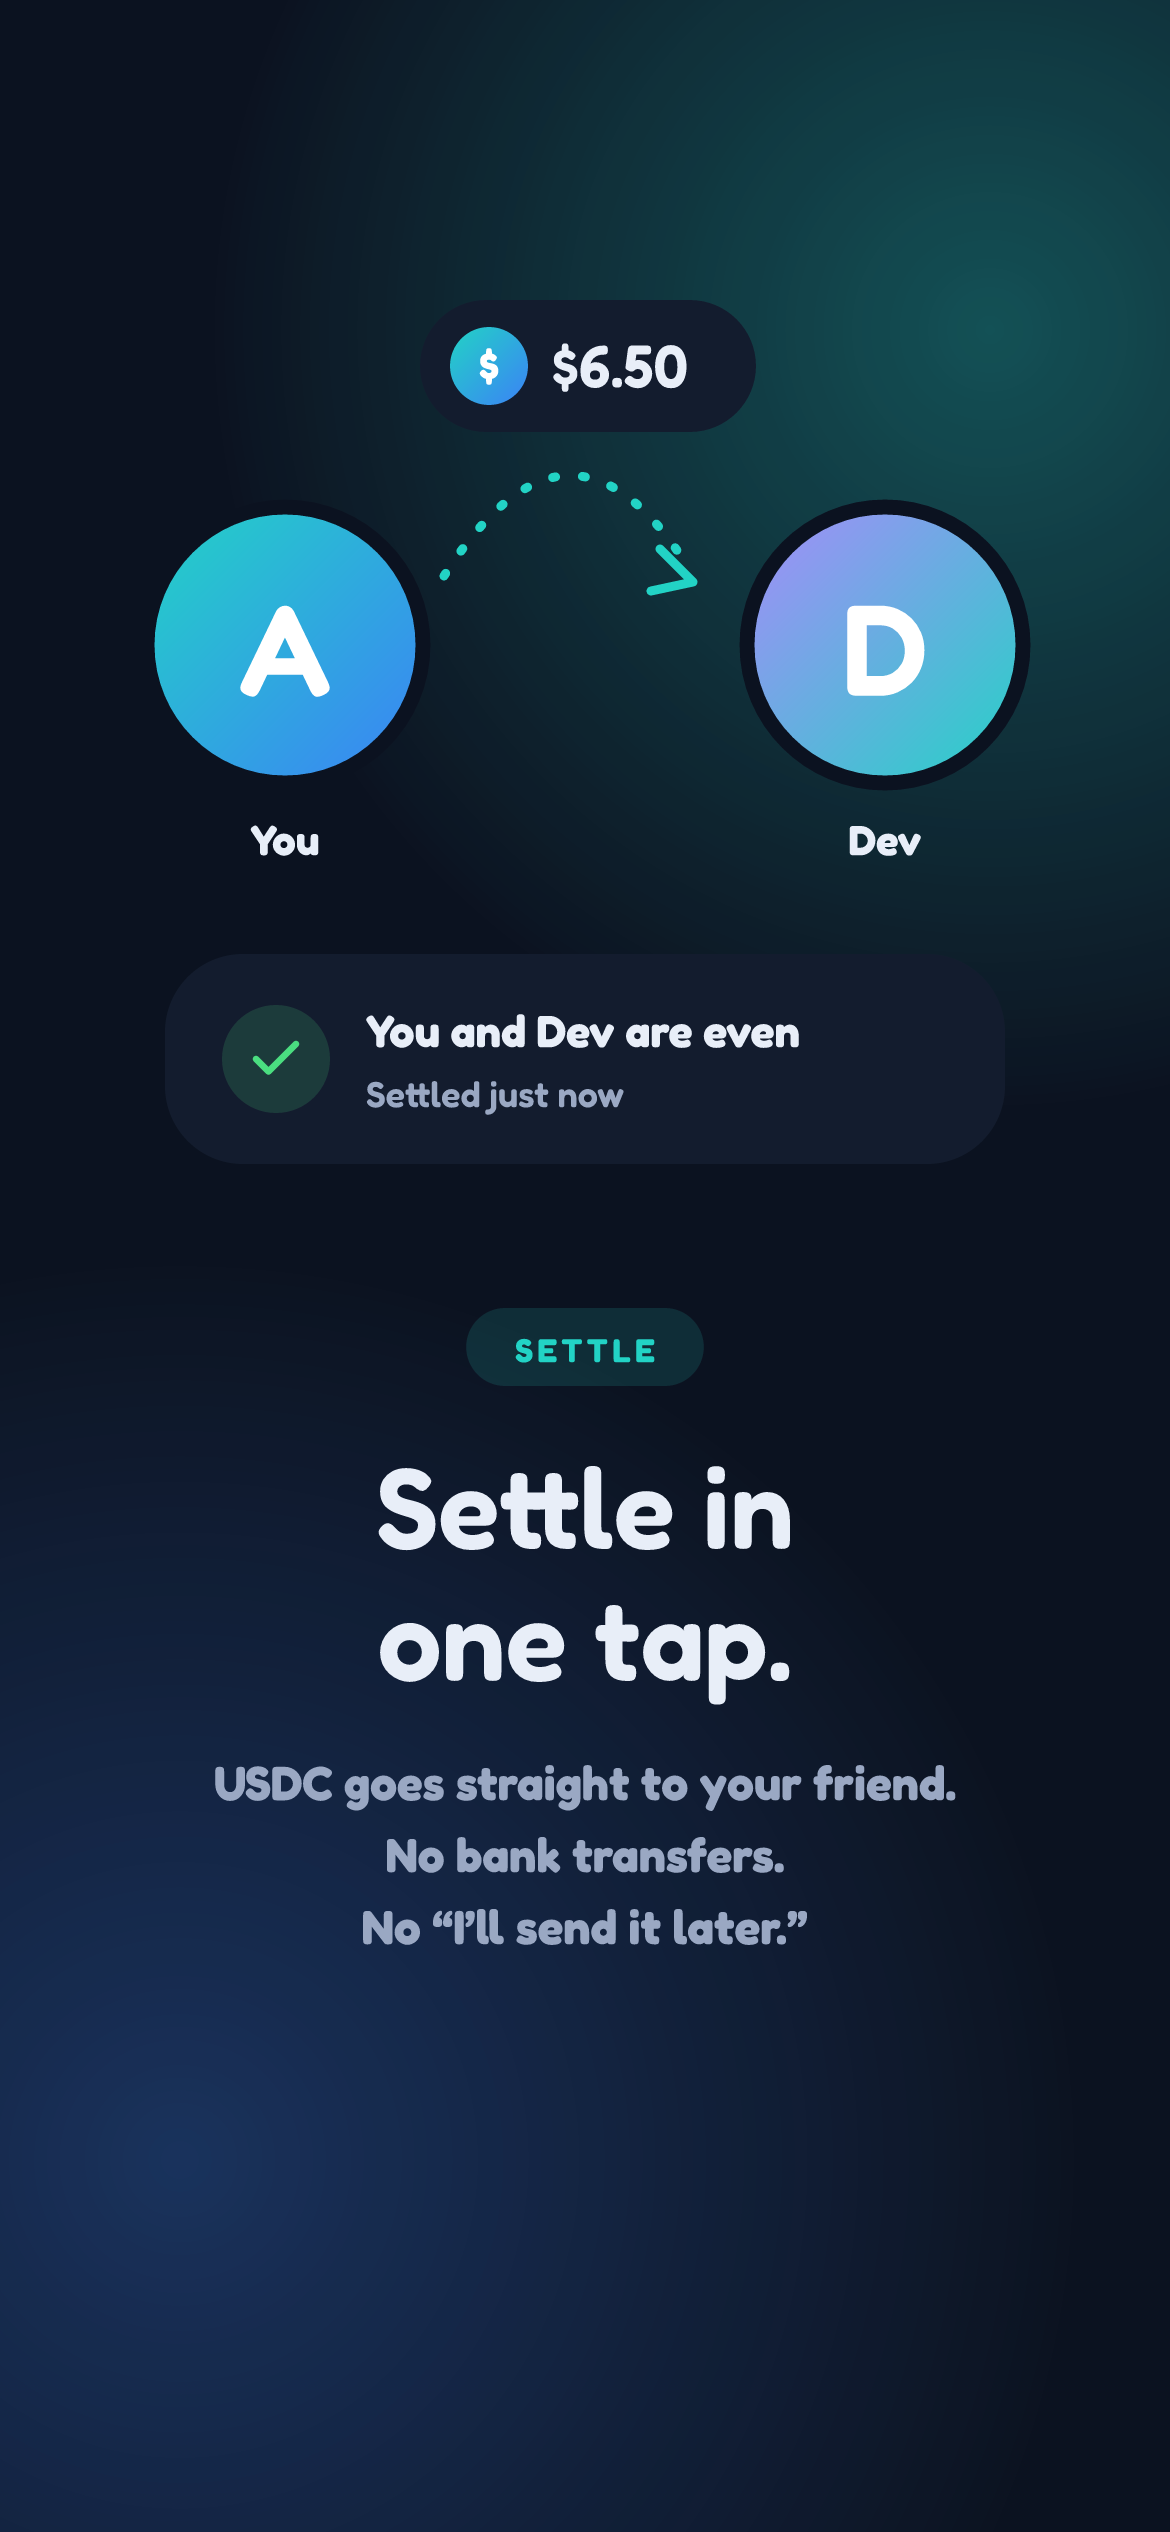 $ $6.50
A
D
You
Dev
You and Dev are even
Settled just now
SETTLE
Settle in
one tap.
USDC goes straight to your friend.
No bank transfers.
No “I’ll send it later.”